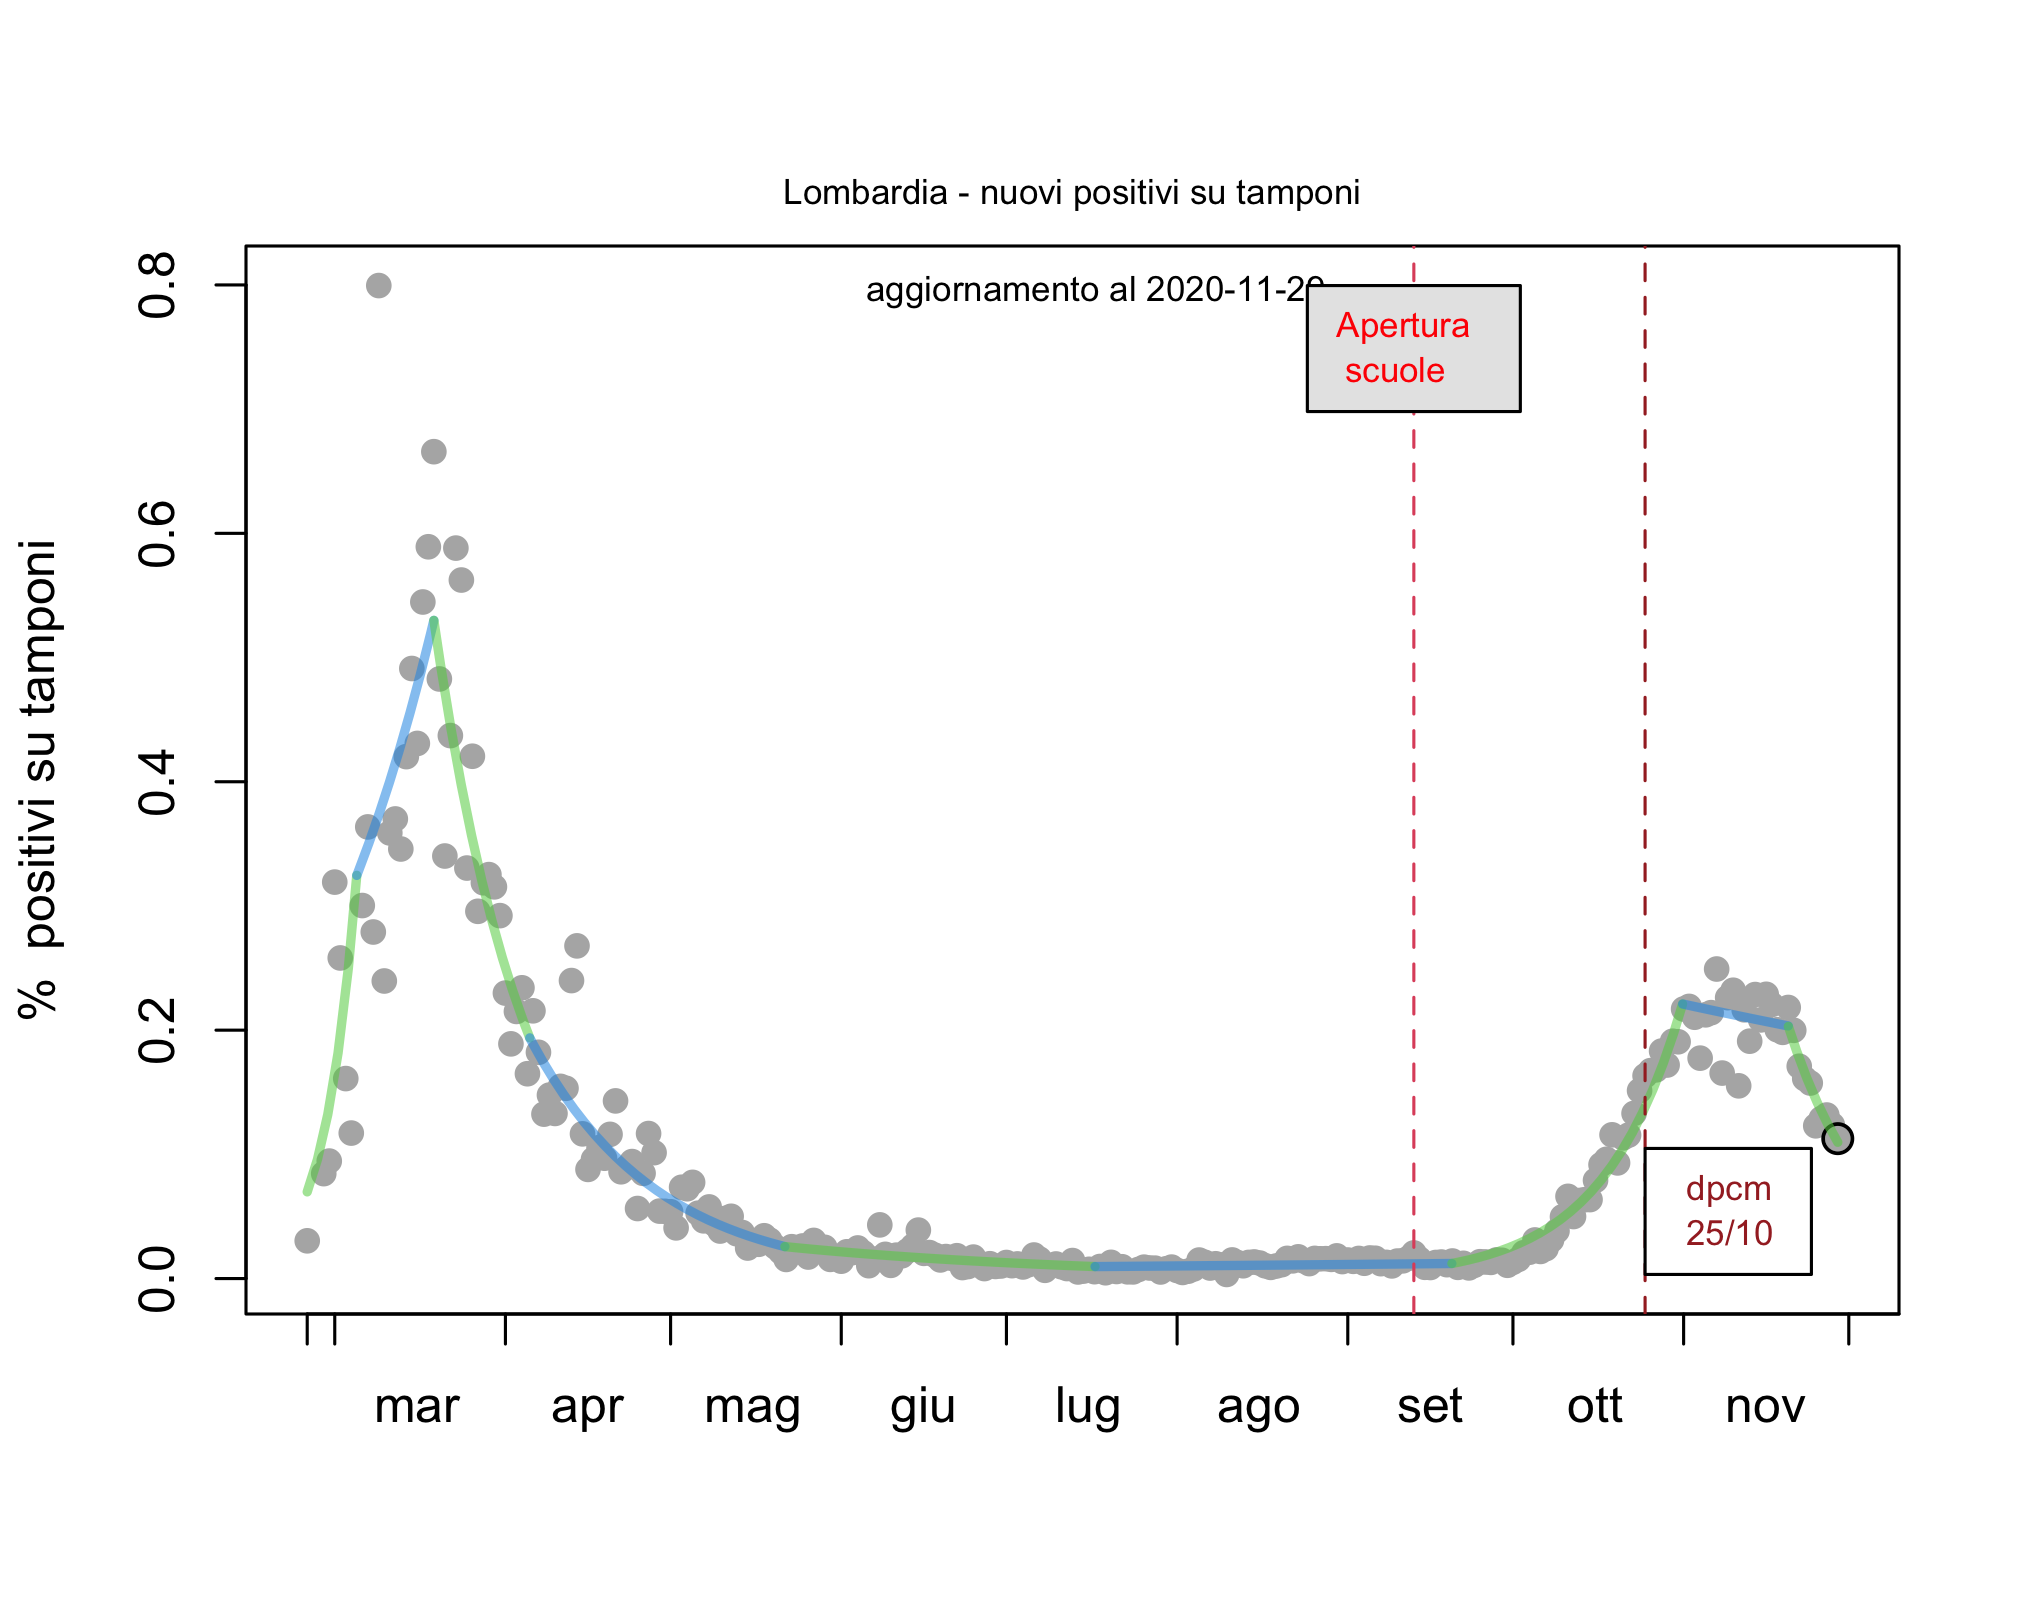 Lombardia - nuovi positivi su tamponi
aggiornamento al 2020-11-29
Apertura
scuole
0.8
0.6
0.4
0.2
0.0
% positivi su tamponi
dpcm
25/10
mar apr mag giu lug ago set ott nov